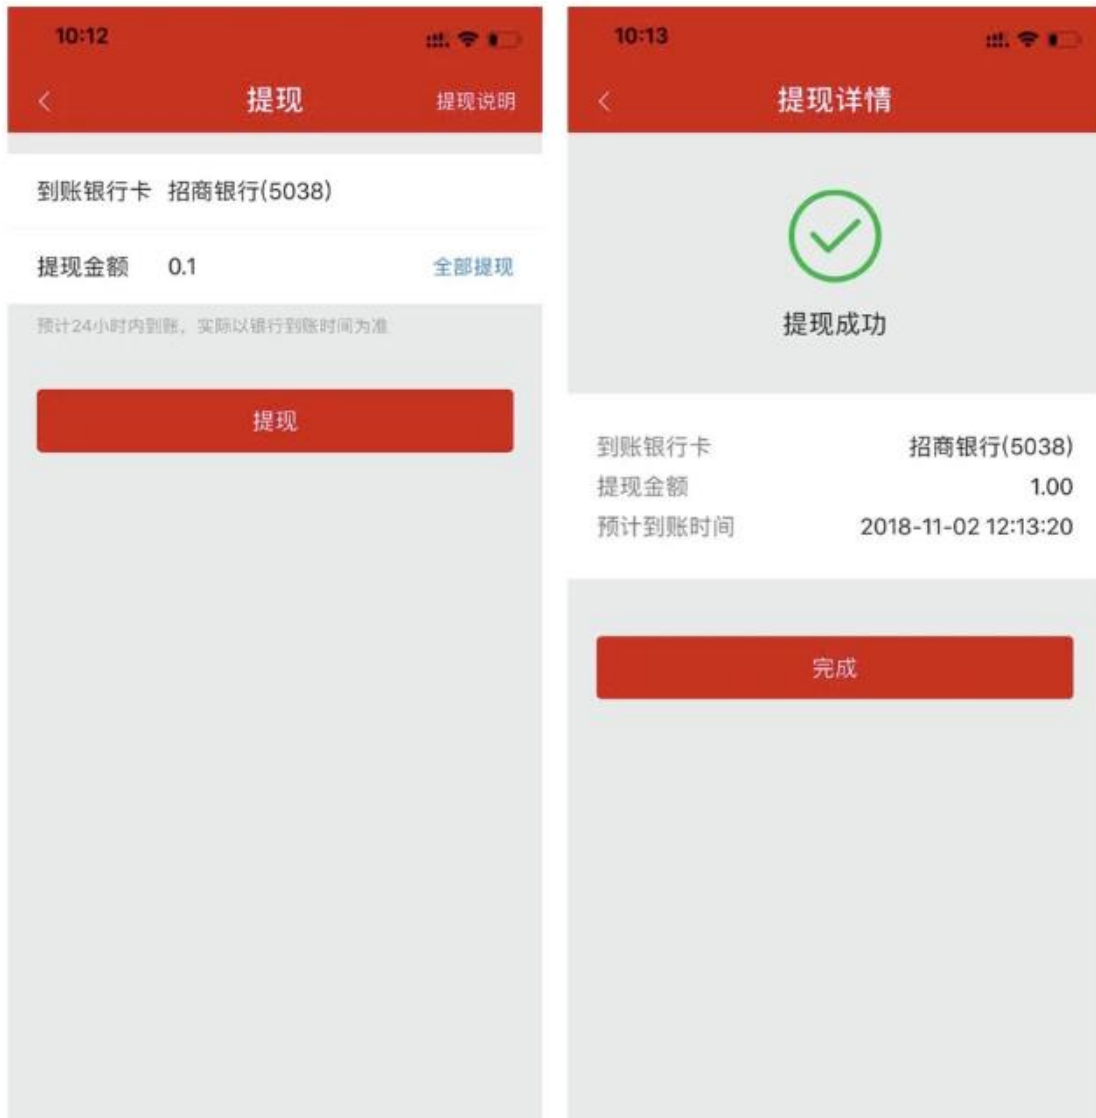 10:12
提现
提现说明
到账银行卡 招商银行(5038)
提现金额 0.1 全部提现
预计24小时内到账，实际以银行到账时间为准
提现
10:13
提现详情
提现成功
到账银行卡 招商银行(5038)
提现金额 1.00
预计到账时间 2018-11-02 12:13:20
完成